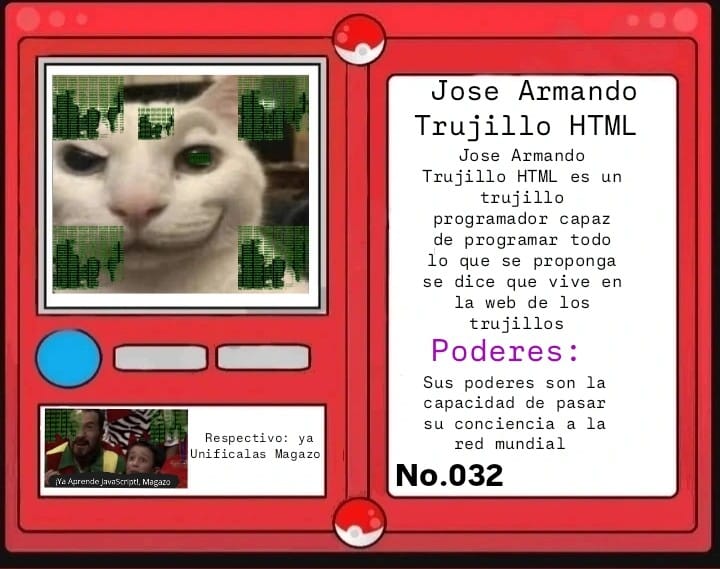 Jose Armando
Trujillo HTML
Jose Armando
Trujillo HTML es un
trujillo
programador capaz
de programar todo
lo que se proponga
se dice que vive en
la web de los
trujillos
Poderes:
Sus poderes son la
capacidad de pasar
su conciencia a la
red mundial
No.032
Respectivo: ya
Unificalas Magazo
¡Ya Aprende JavaScript!, Magazo